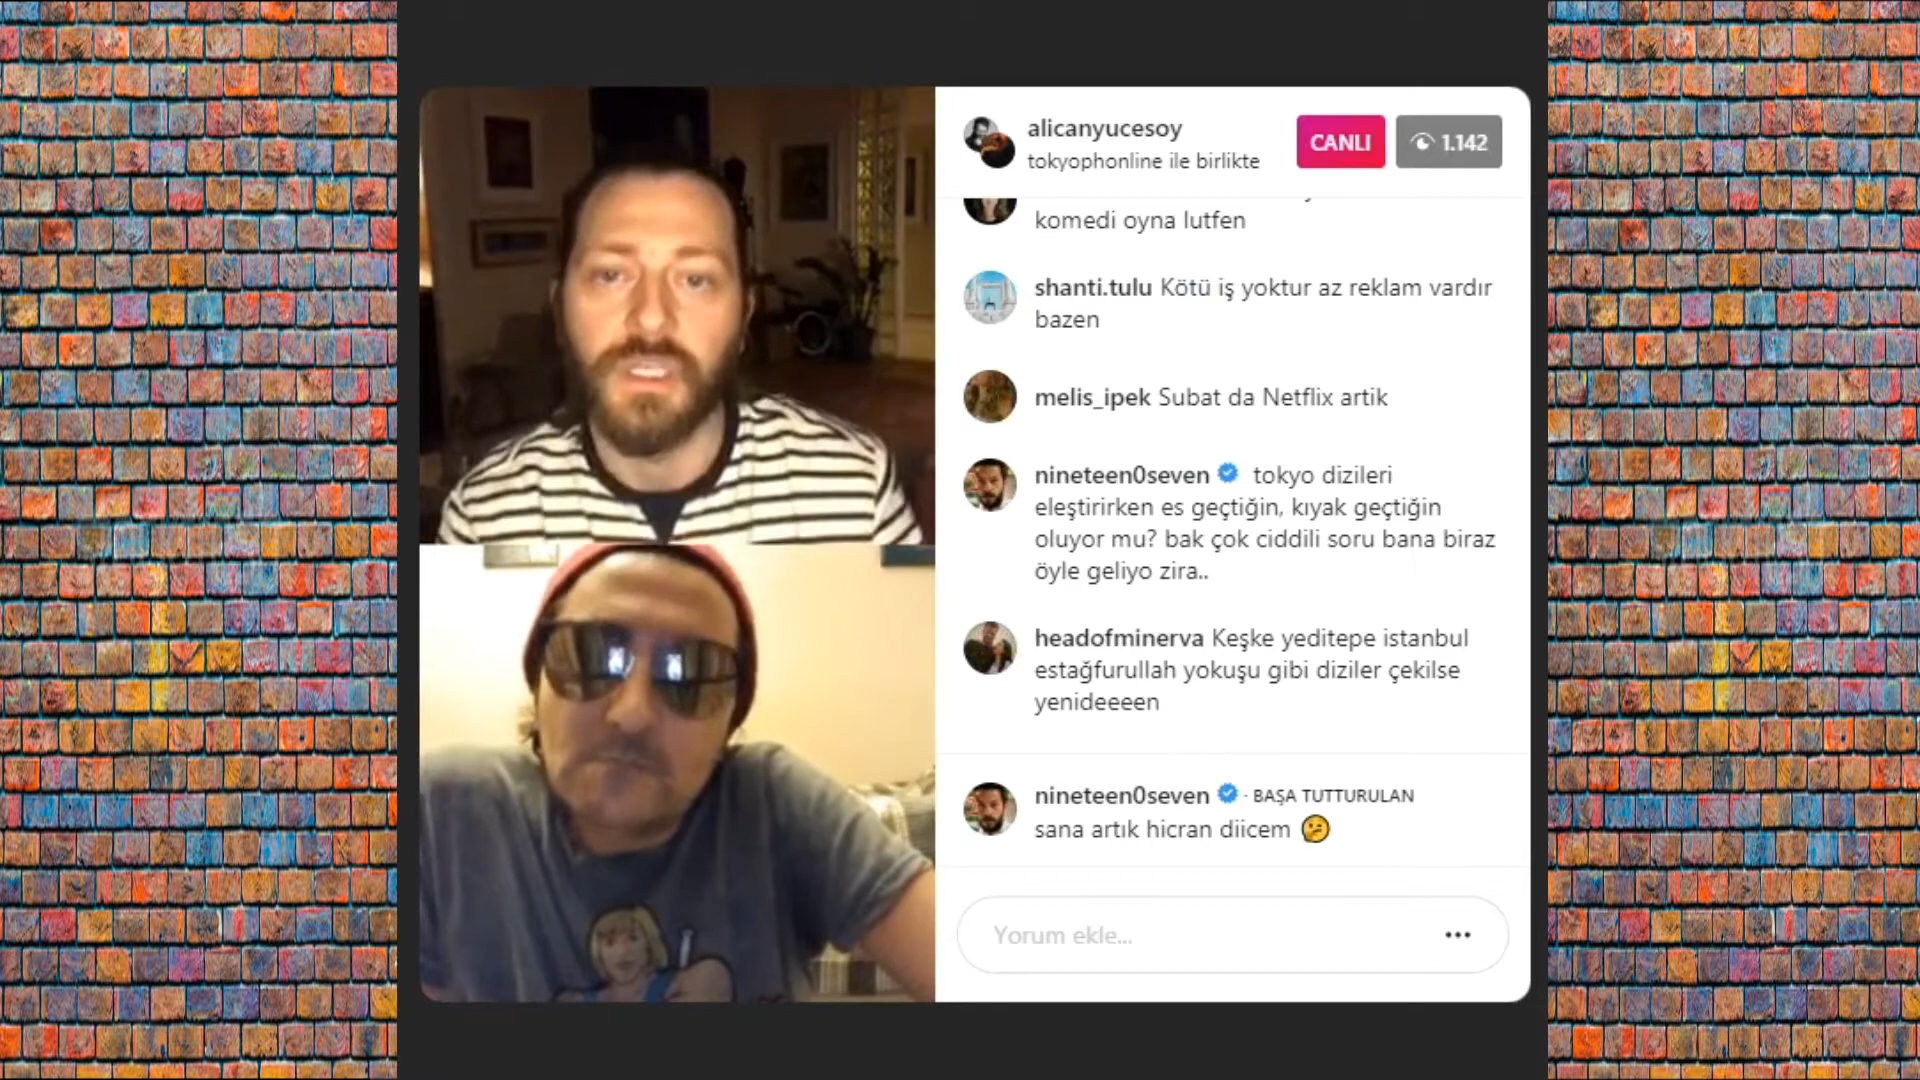 alicanyucesoy
tokyophonline ile birlikte
CANLI
1.142
komedi oyna lutfen
shanti.tulu Kötü iş yoktur az reklam vardır
bazen
melis_ipek Subat da Netflix artik
nineteen0seven tokyo dizileri
eleştirirken es geçtiğin, kıyak geçtiğin
oluyor mu? bak çok ciddili soru bana biraz
öyle geliyo zira..
headofminerva Keşke yeditepe istanbul
estağfurullah yokuşu gibi diziler çekilse
yenideeeen
nineteen0seven · BAŞA TUTTURULAN
sana artık hicran diicem 🤔
Yorum ekle...